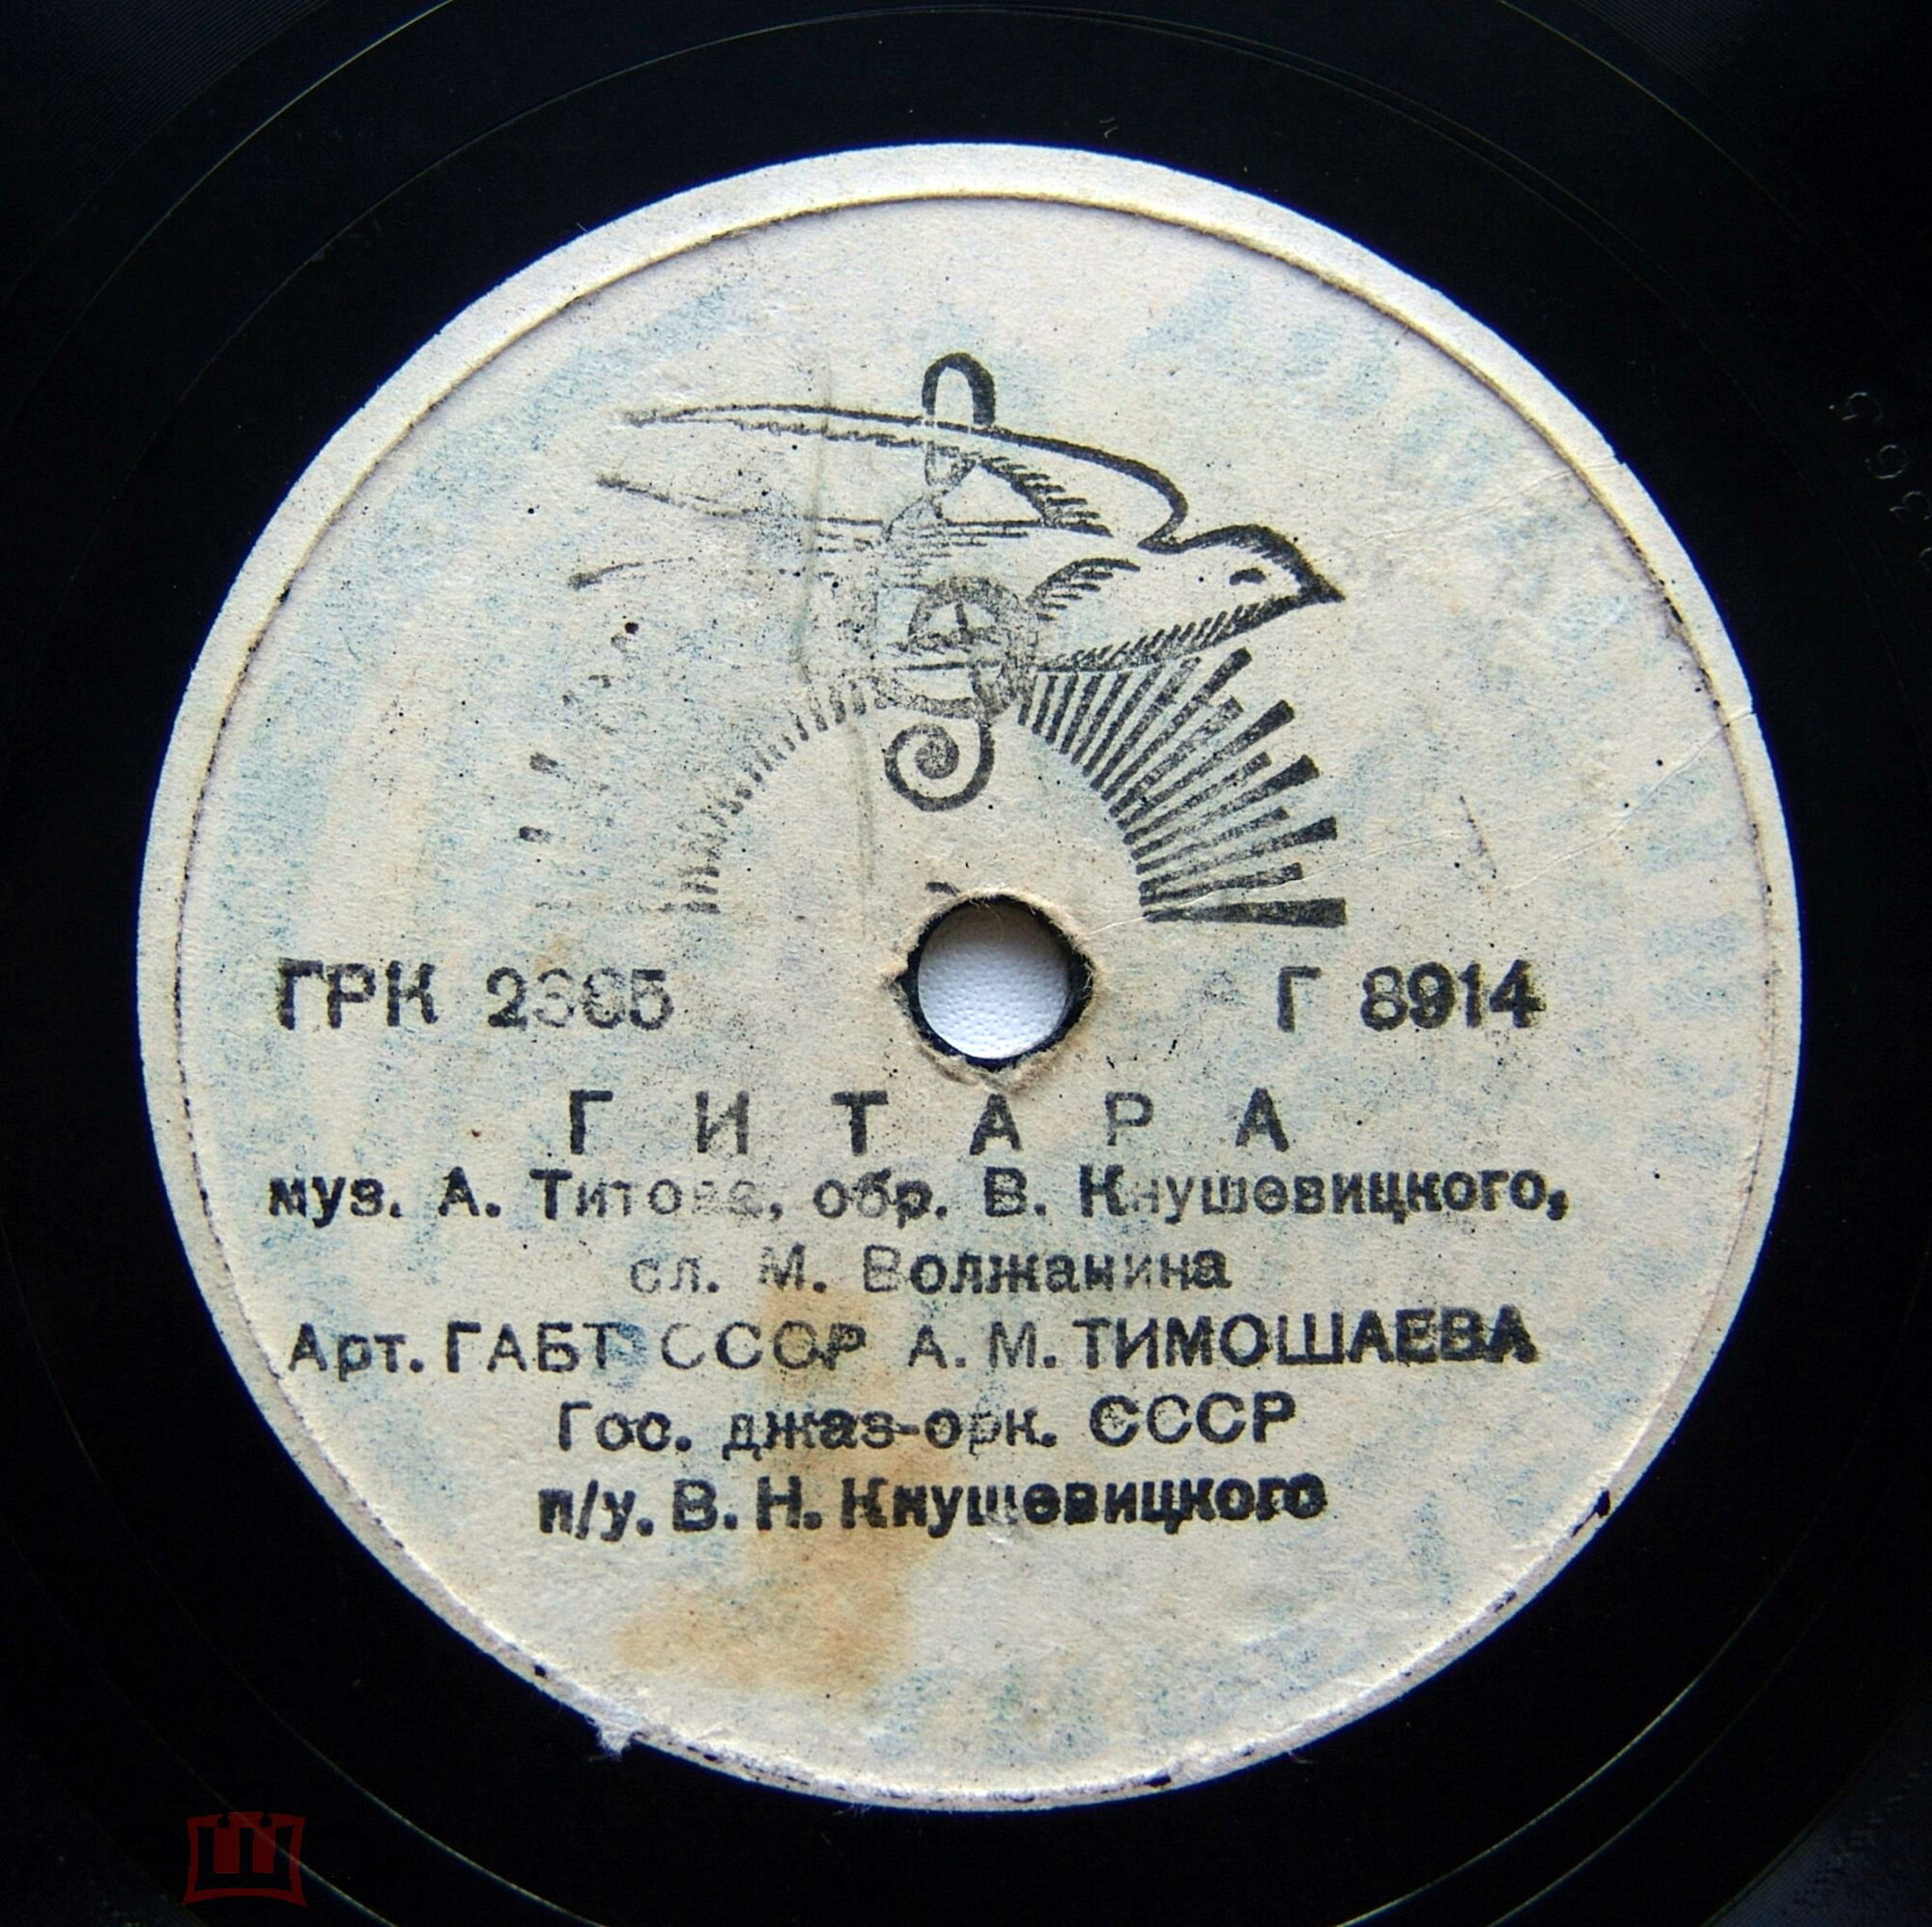 ГРК 2365 Г 8914
ГИТАРА
муз. А. Титова, обр. В. Кнушевицкого,
сл. М. Волжанина
Арт. ГАБТ СССР А. М. ТИМОШАЕВА
Гос. джаз-орк. СССР
п/у. В. Н. Кнушевицкого